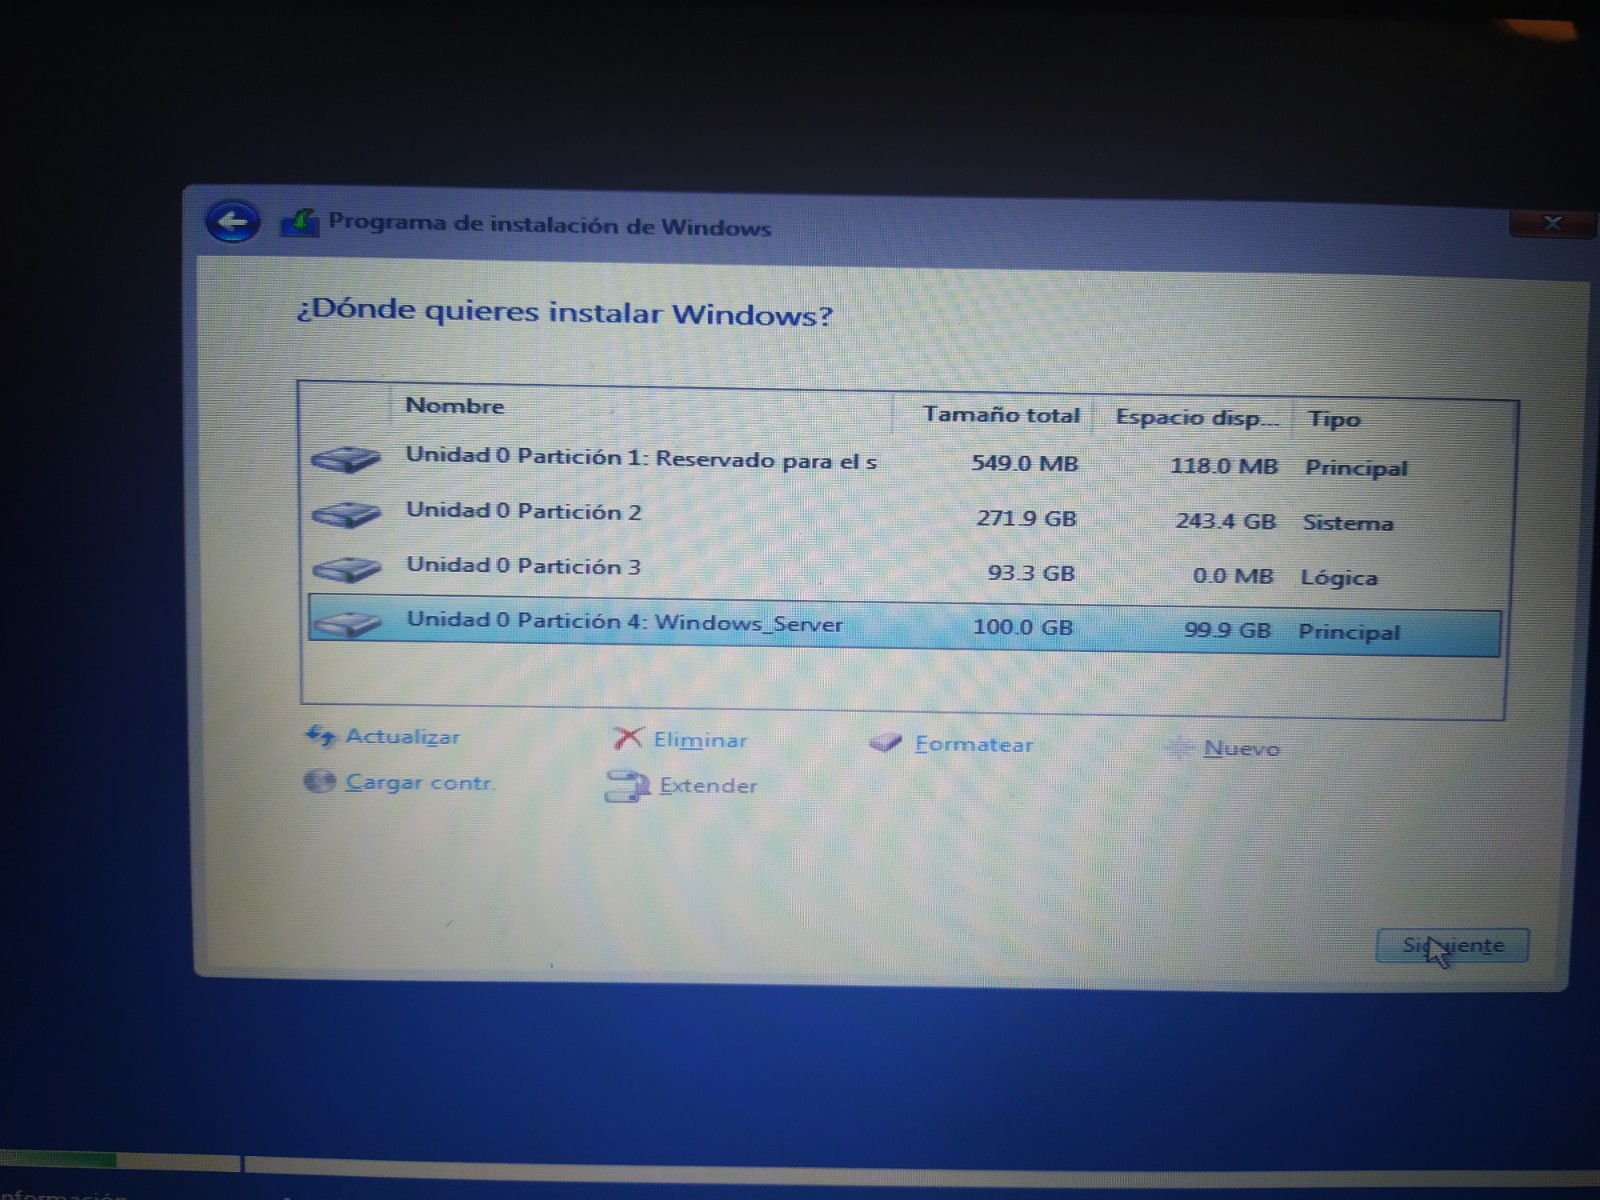 Programa de instalación de Windows
¿Dónde quieres instalar Windows?
Nombre Tamaño total Espacio disp... Tipo
Unidad 0 Partición 1: Reservado para el s 549.0 MB 118.0 MB Principal
Unidad 0 Partición 2 271.9 GB 243.4 GB Sistema
Unidad 0 Partición 3 93.3 GB 0.0 MB Lógica
Unidad 0 Partición 4: Windows_Server 100.0 GB 99.9 GB Principal
Actualizar Eliminar Formatear Nuevo
Cargar contr. Extender
Siguiente